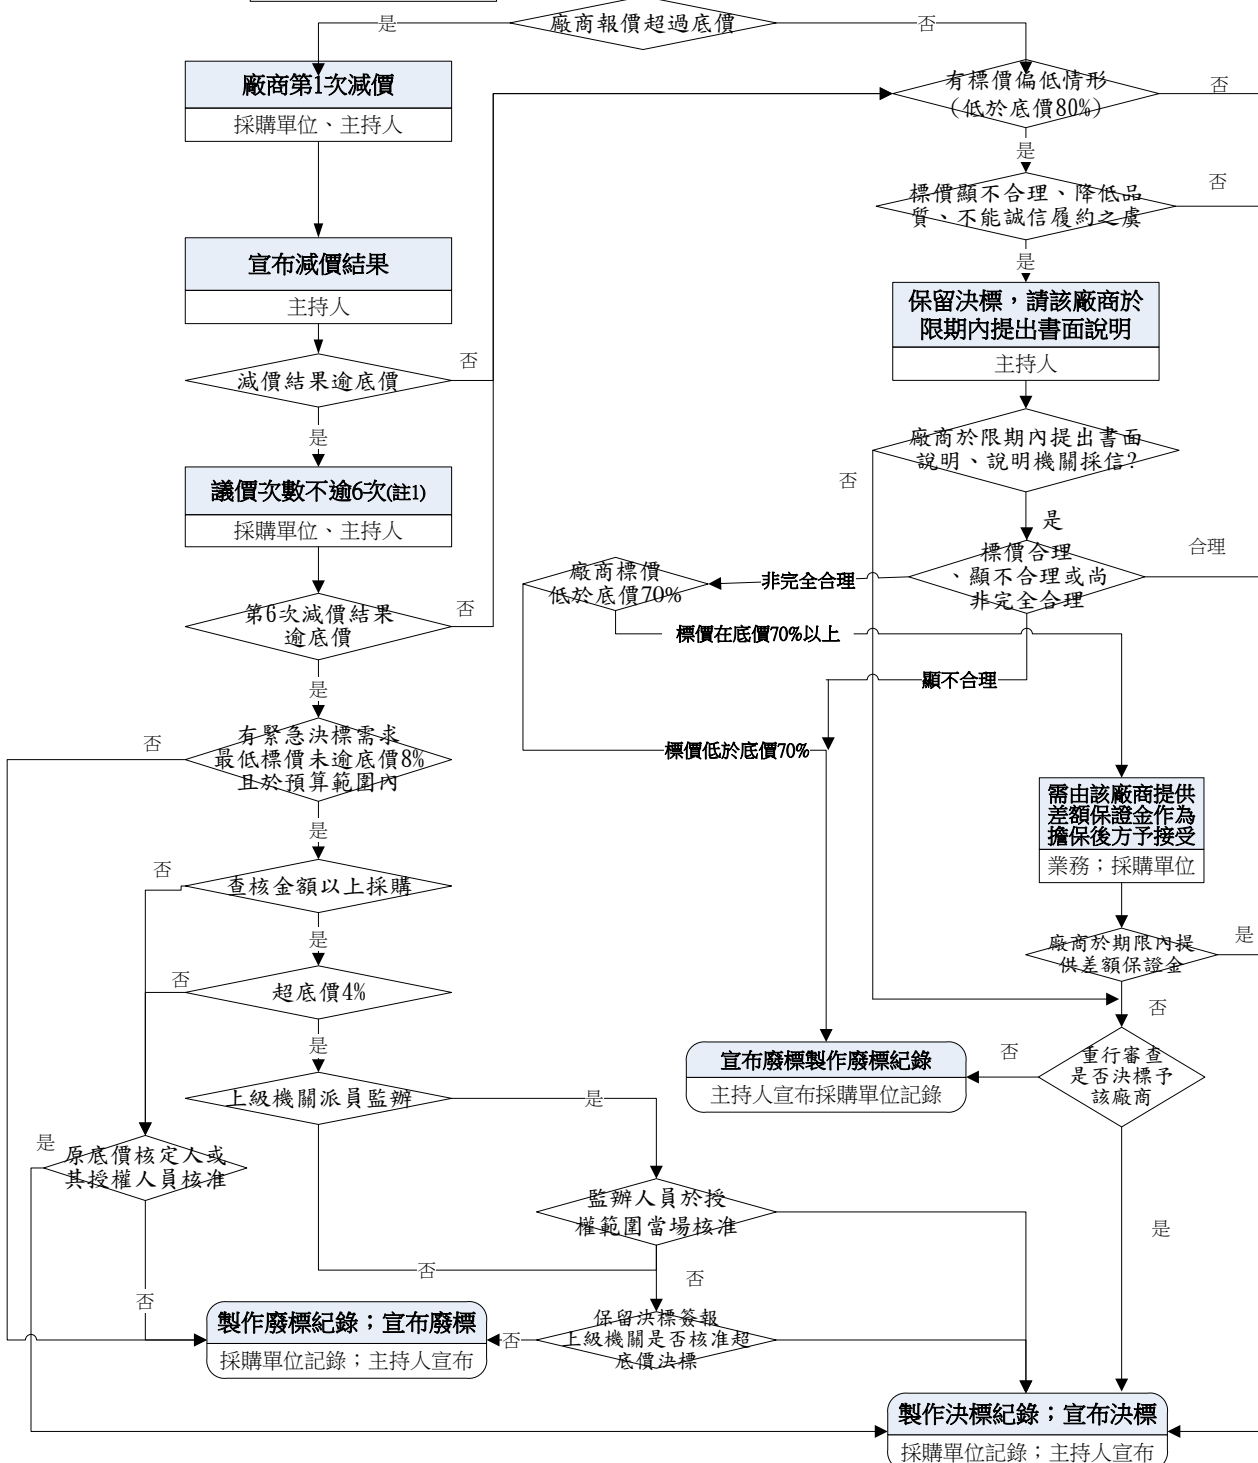 廠商報價超過底價
是
否
廠商第1次減價
採購單位、主持人
有標價偏低情形
(低於底價80%)
否
是
標價顯不合理、降低品
質、不能誠信履約之虞
否
是
宣布減價結果
主持人
保留決標，請該廠商於
限期內提出書面說明
主持人
減價結果逾底價
否
是
廠商於限期內提出書面
說明、說明機關採信?
否
是
議價次數不逾6次(註1)
採購單位、主持人
標價合理
、顯不合理或尚
非完全合理
合理
非完全合理
廠商標價
低於底價70%
標價在底價70%以上
顯不合理
標價低於底價70%
第6次減價結果
逾底價
否
是
有緊急決標需求
最低標價未逾底價8%
且於預算範圍內
否
是
需由該廠商提供
差額保證金作為
擔保後方予接受
業務；採購單位
查核金額以上採購
否
是
廠商於期限內提
供差額保證金
是
否
超底價4%
否
是
宣布廢標製作廢標紀錄
主持人宣布採購單位記錄
否
重行審查
是否決標予
該廠商
是
上級機關派員監辦
是
否
原底價核定人或
其授權人員核准
是
否
監辦人員於授
權範圍當場核准
否
保留決標簽報
上級機關是否核准超
底價決標
否
製作廢標紀錄；宣布廢標
採購單位記錄；主持人宣布
製作決標紀錄；宣布決標
採購單位記錄；主持人宣布